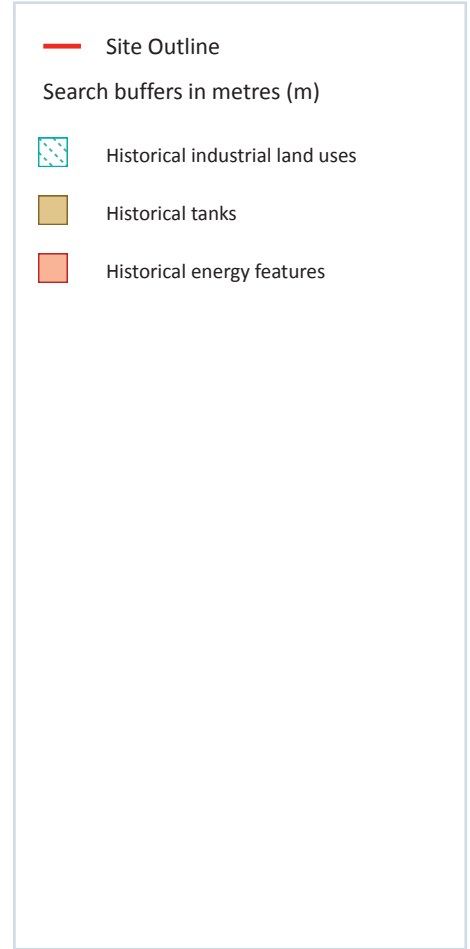 Site Outline
Search buffers in metres (m)
Historical industrial land uses
Historical tanks
Historical energy features